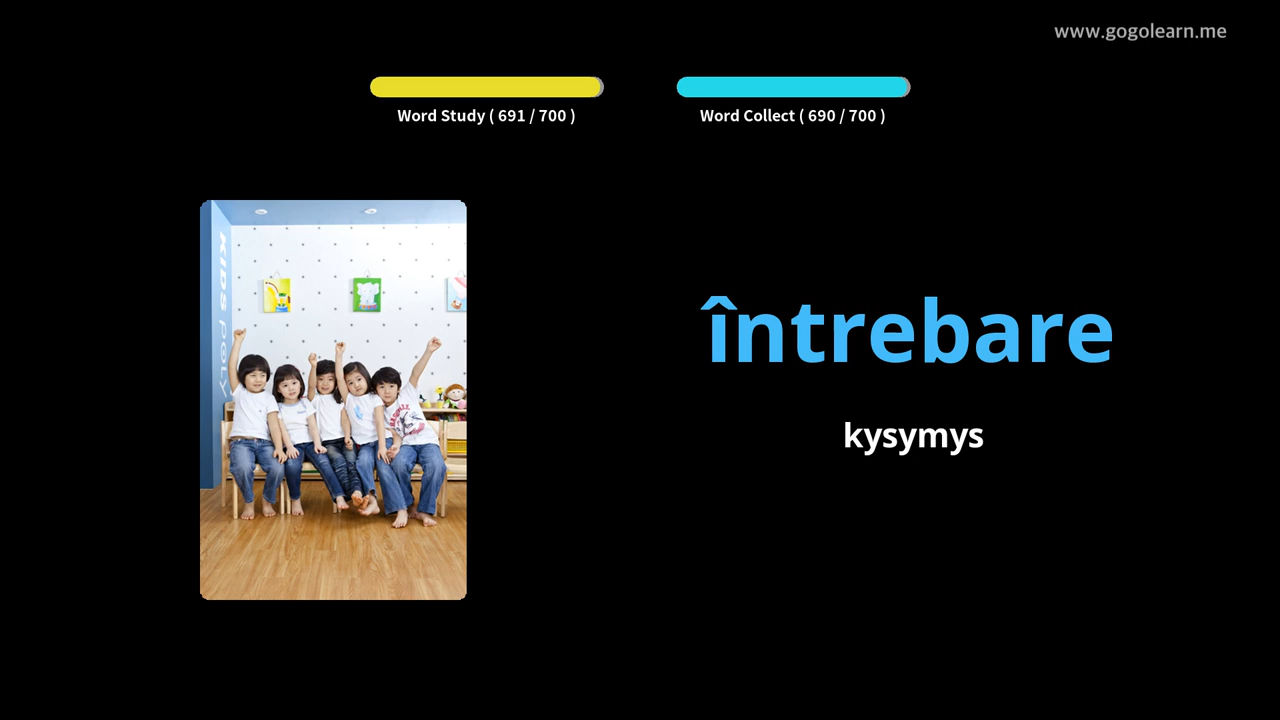 www.gogolearn.me
Word Study ( 691 / 700 )
Word Collect ( 690 / 700 )
KIDS POLY
întrebare
kysymys